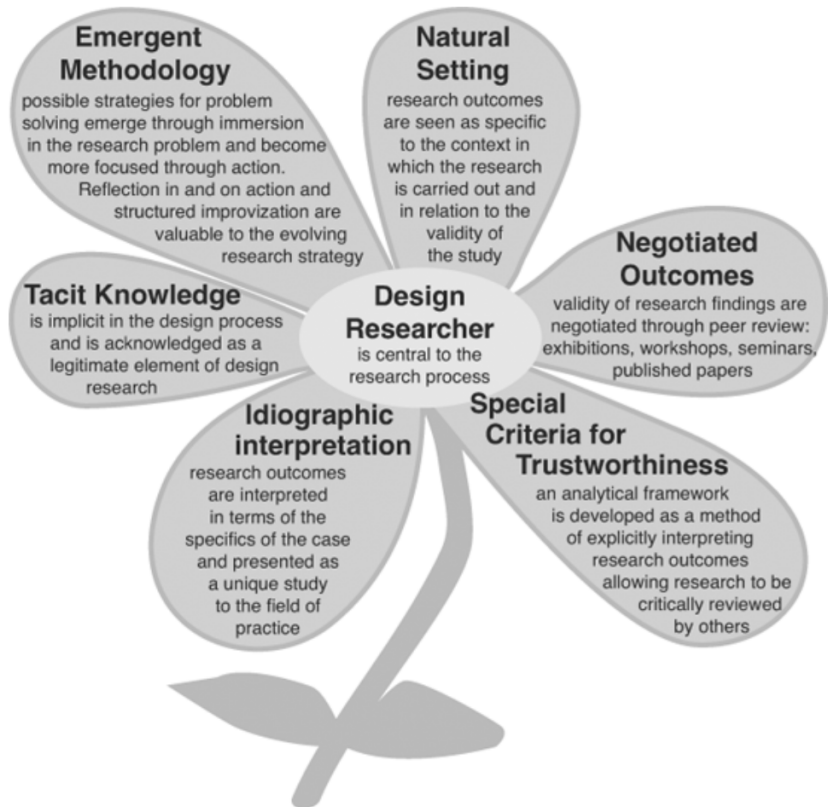 Emergent
Methodology
possible strategies for problem
solving emerge through immersion
in the research problem and become
more focused through action.
Reflection in and on action and
structured improvization are
valuable to the evolving
research strategy
Natural
Setting
research outcomes
are seen as specific
to the context in
which the research
is carried out and
in relation to the
validity of
the study
Negotiated
Outcomes
validity of research findings are
negotiated through peer review:
exhibitions, workshops, seminars,
published papers
Tacit Knowledge
is implicit in the design process
and is acknowledged as a
legitimate element of design
research
Design
Researcher
is central to the
research process
Idiographic
interpretation
research outcomes
are interpreted
in terms of the
specifics of the case
and presented as
a unique study
to the field of
practice
Special
Criteria for
Trustworthiness
an analytical framework
is developed as a method
of explicitly interpreting
research outcomes
allowing research to be
critically reviewed
by others